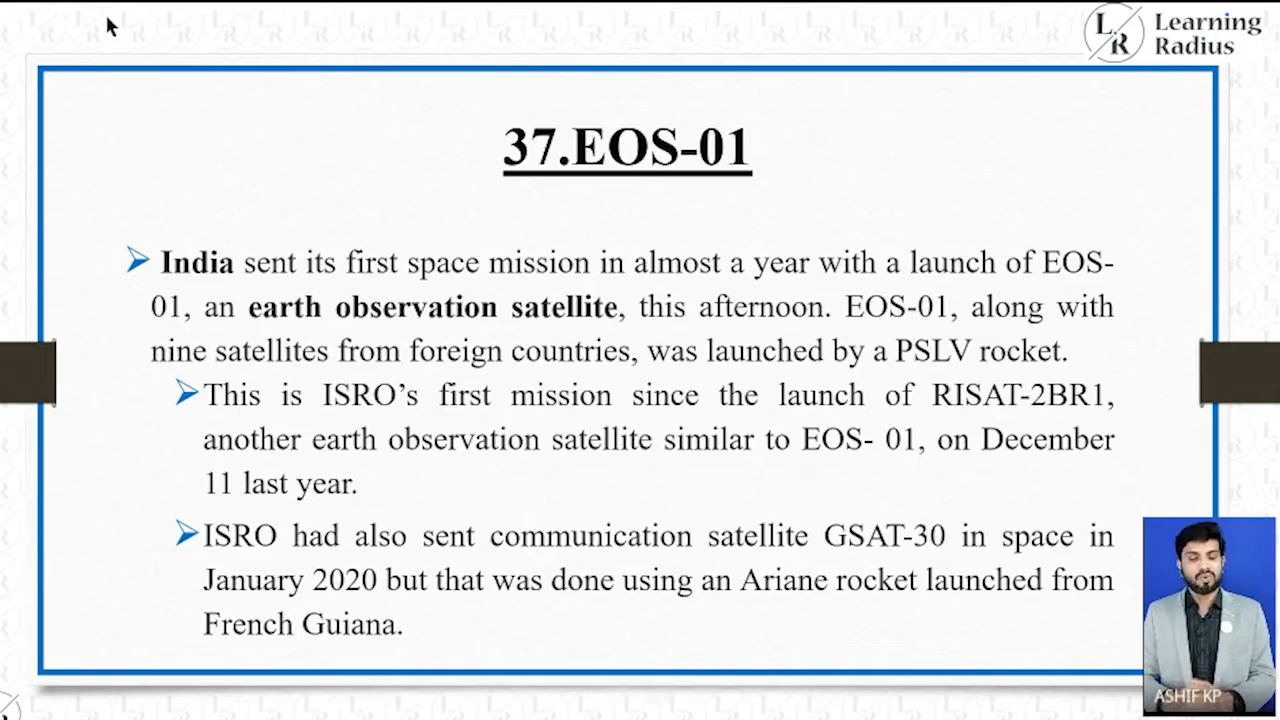 L.R Learning
Radius
37.EOS-01
India sent its first space mission in almost a year with a launch of EOS-
01, an earth observation satellite, this afternoon. EOS-01, along with
nine satellites from foreign countries, was launched by a PSLV rocket.
This is ISRO’s first mission since the launch of RISAT-2BR1,
another earth observation satellite similar to EOS- 01, on December
11 last year.
ISRO had also sent communication satellite GSAT-30 in space in
January 2020 but that was done using an Ariane rocket launched from
French Guiana.
ASHIF KP